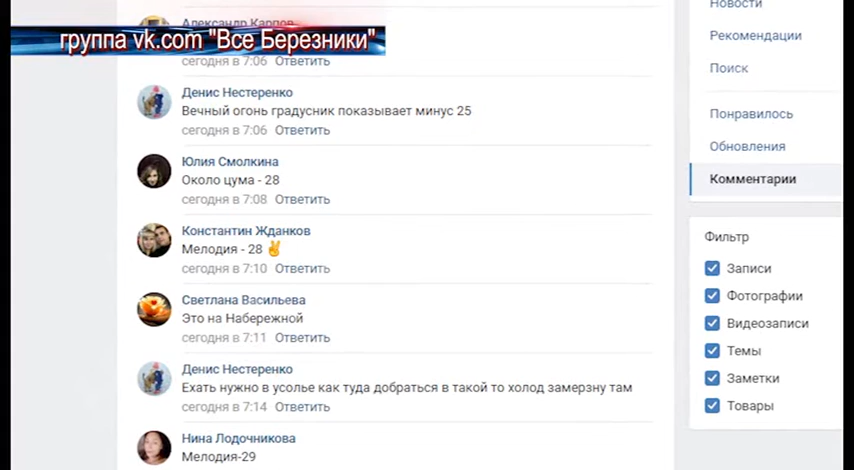 Александр Карпов
группа vk.com "Все Березники"
сегодня в 7:06 Ответить
Денис Нестеренко
Вечный огонь градусник показывает минус 25
сегодня в 7:06 Ответить
Юлия Смолкина
Около цума - 28
сегодня в 7:08 Ответить
Константин Жданков
Мелодия - 28 ✌
сегодня в 7:10 Ответить
Светлана Васильева
Это на Набережной
сегодня в 7:11 Ответить
Денис Нестеренко
Ехать нужно в усолье как туда добраться в такой то холод замерзну там
сегодня в 7:14 Ответить
Нина Лодочникова
Мелодия-29
Новости
Рекомендации
Поиск
Понравилось
Обновления
Комментарии
Фильтр
Записи
Фотографии
Видеозаписи
Темы
Заметки
Товары